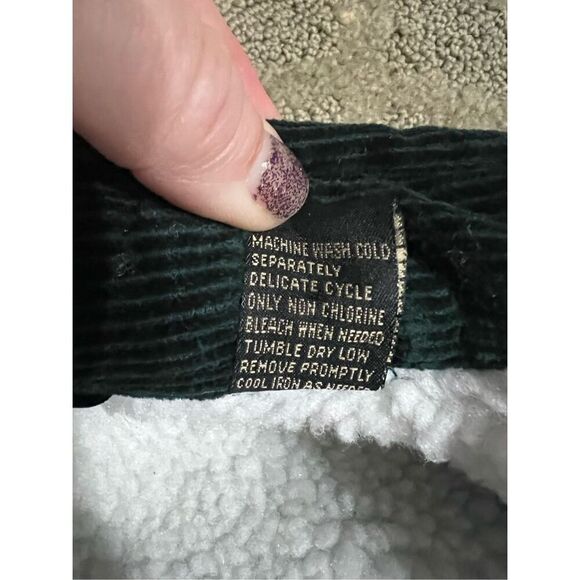 MACHINE WASH COLD
SEPARATELY
DELICATE CYCLE
ONLY NON CHLORINE
BLEACH WHEN NEEDED
TUMBLE DRY LOW
REMOVE PROMPTLY
COOL IRON AS NEEDED